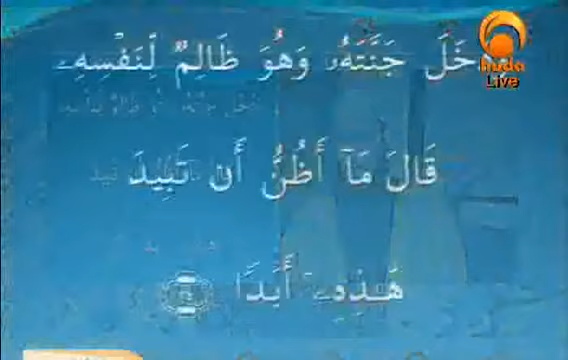 وَدَخَلَ جَنَّتَهُۥ وَهُوَ ظَالِمٌ لِّنَفْسِهِۦ
huda
Live
قَالَ مَآ أَظُنُّ أَن تَبِيدَ
هَـٰذِهِۦٓ أَبَدًا